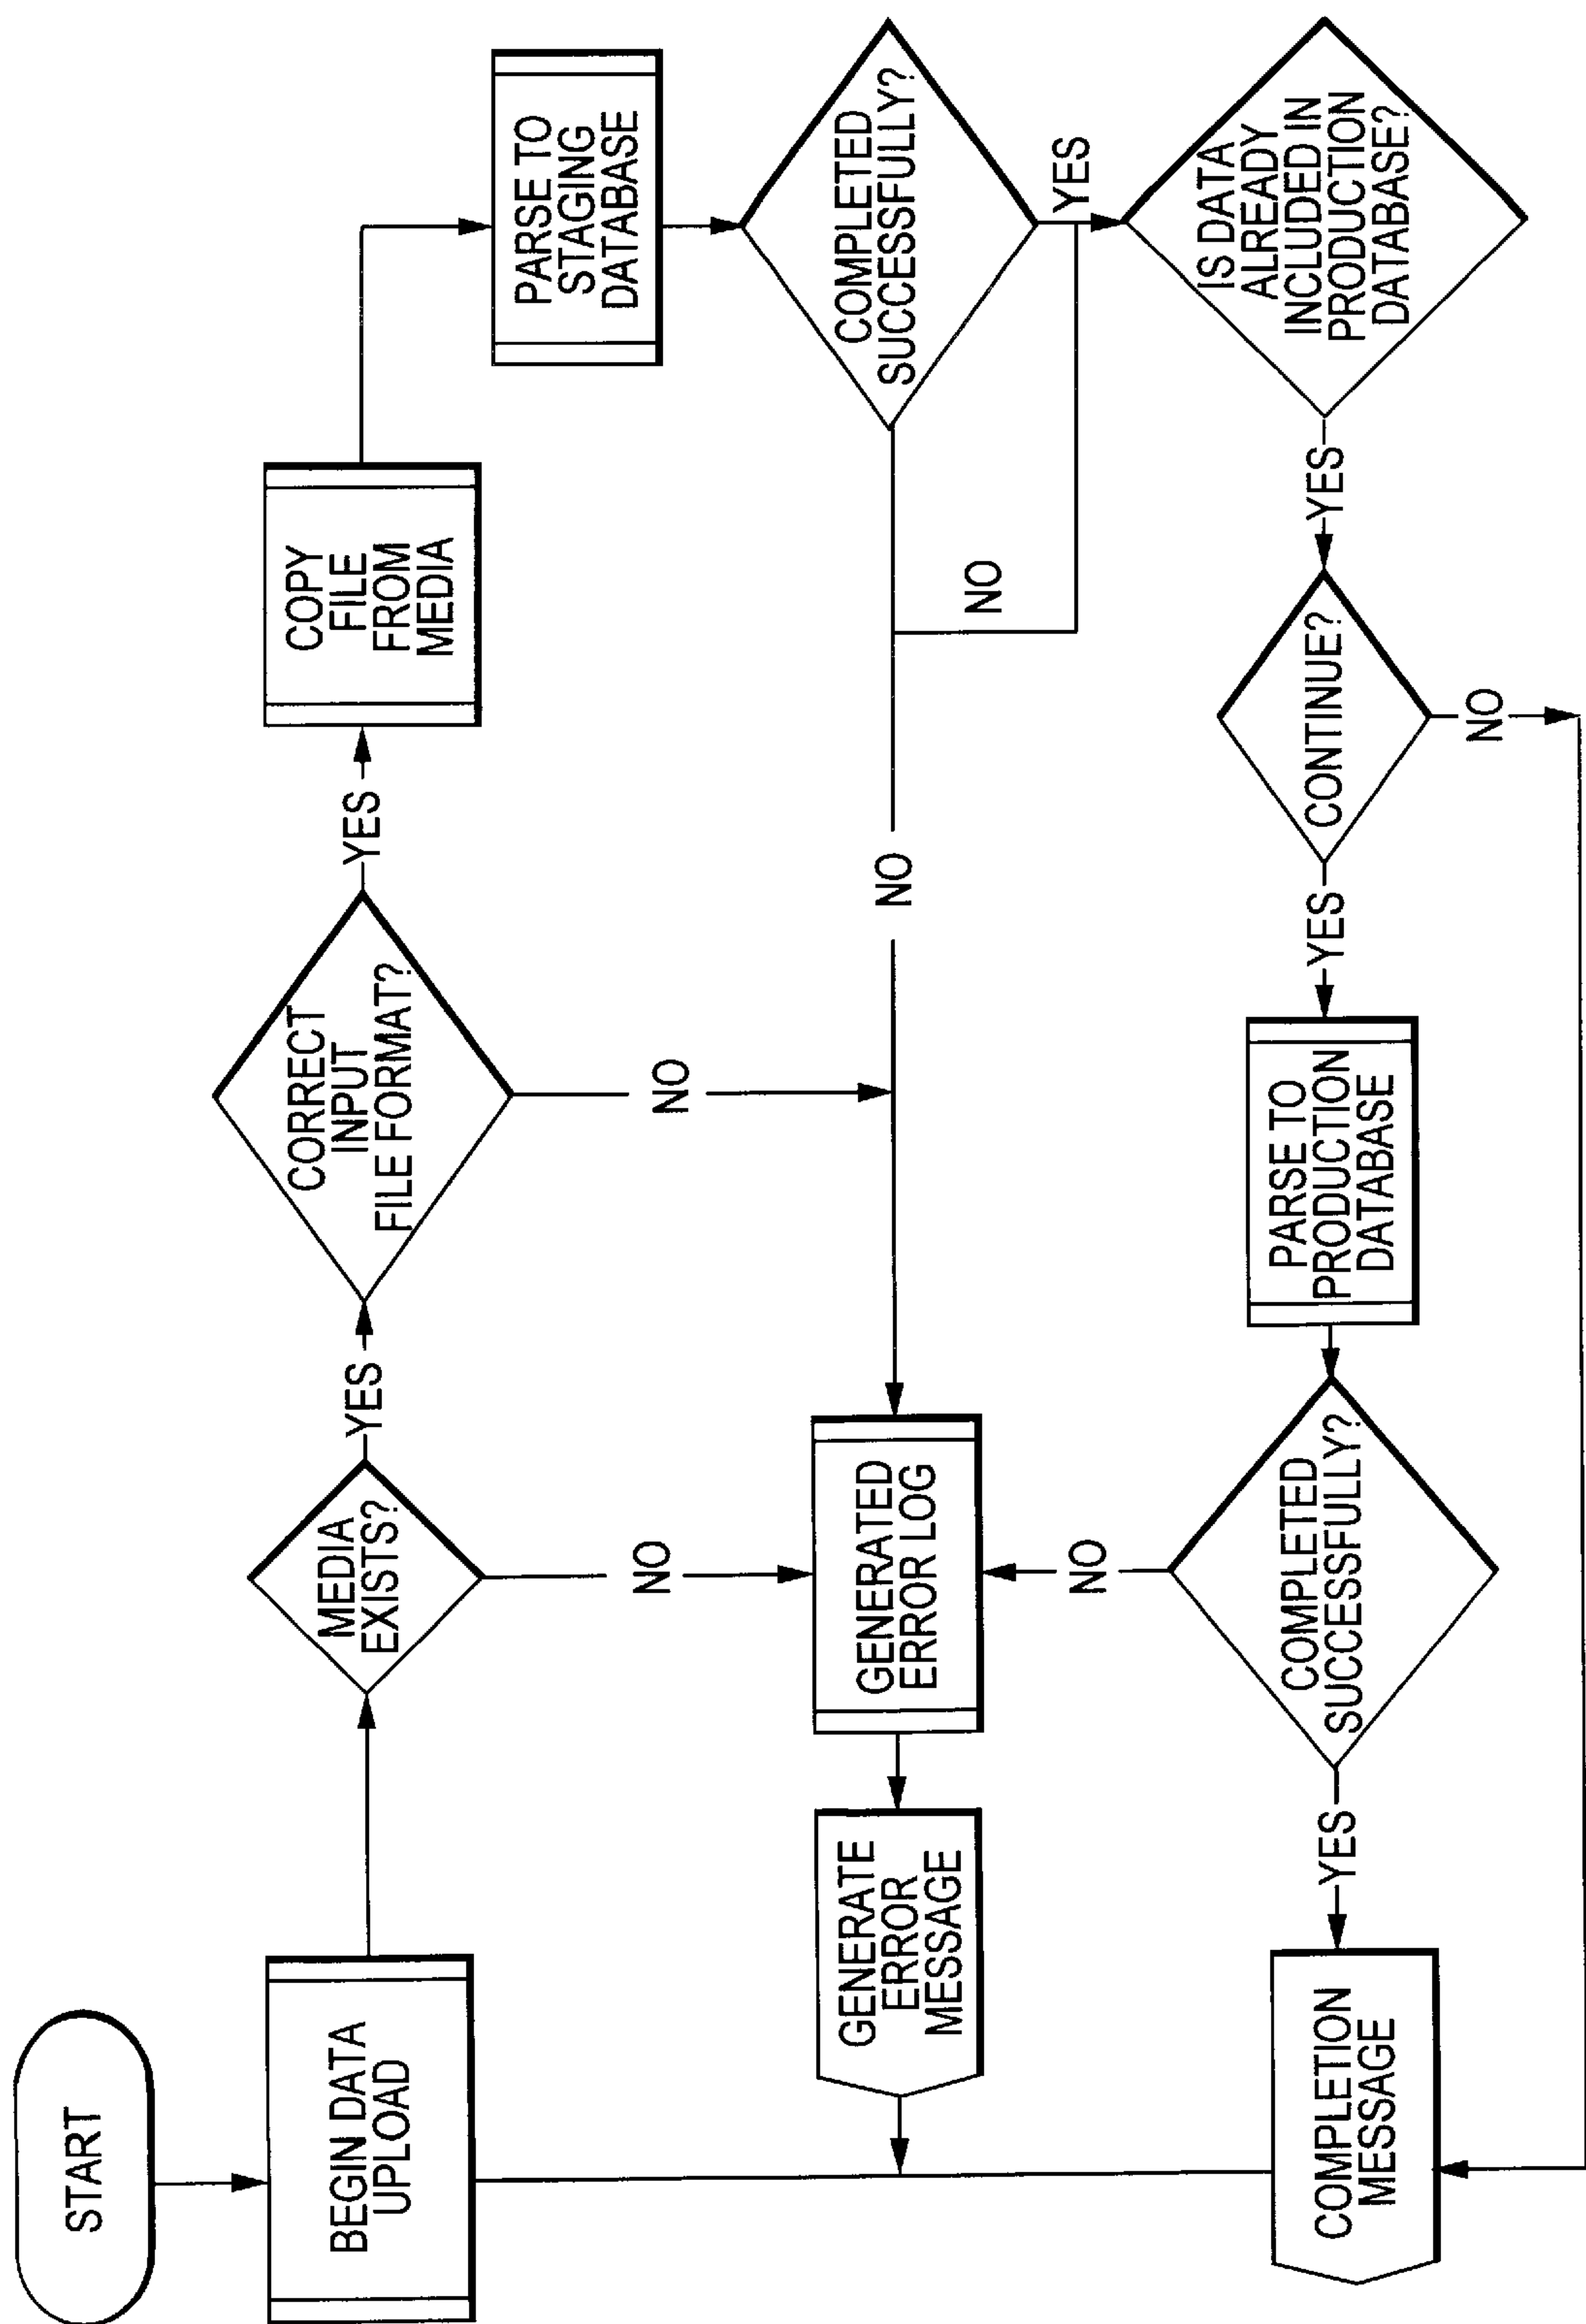 START
BEGIN DATA
UPLOAD
MEDIA
EXISTS?
YES
NO
CORRECT
INPUT
FILE FORMAT?
YES
NO
COPY
FILE
FROM
MEDIA
PARSE TO
STAGING
DATABASE
COMPLETED
SUCCESSFULLY?
NO
NO
YES
IS DATA
ALREADY
INCLUDED IN
PRODUCTION
DATABASE?
YES
CONTINUE?
NO
YES
PARSE TO
PRODUCTION
DATABASE
COMPLETED
SUCCESSFULLY?
NO
YES
GENERATED
ERROR LOG
GENERATE
ERROR
MESSAGE
COMPLETION
MESSAGE